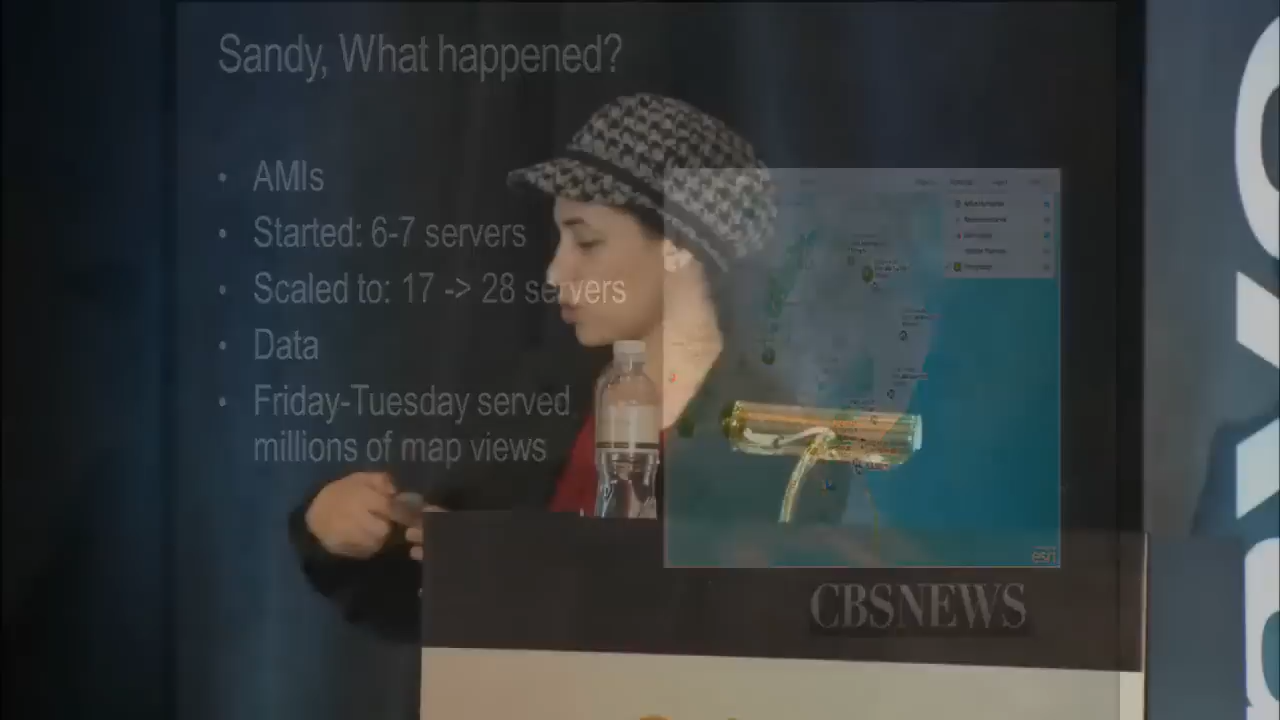 Sandy, What happened?
• AMIs
• Started: 6-7 servers
• Scaled to: 17 -> 28 servers
• Data
• Friday-Tuesday served
millions of map views
esri
CBSNEWS